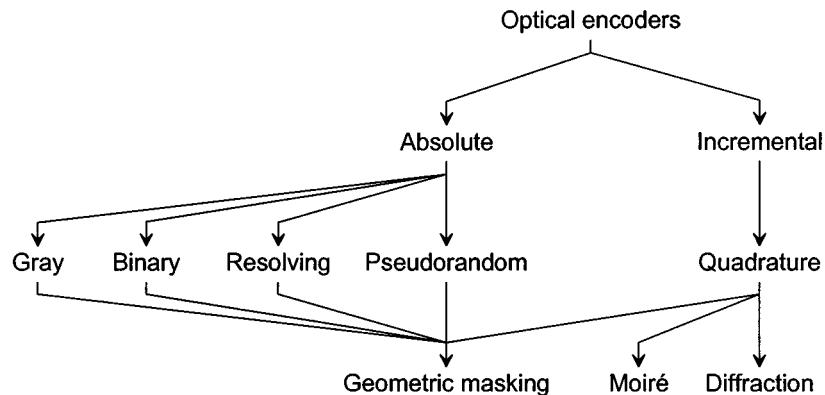 Optical encoders
Absolute Incremental
Gray Binary Resolving Pseudorandom Quadrature
Geometric masking Moiré Diffraction